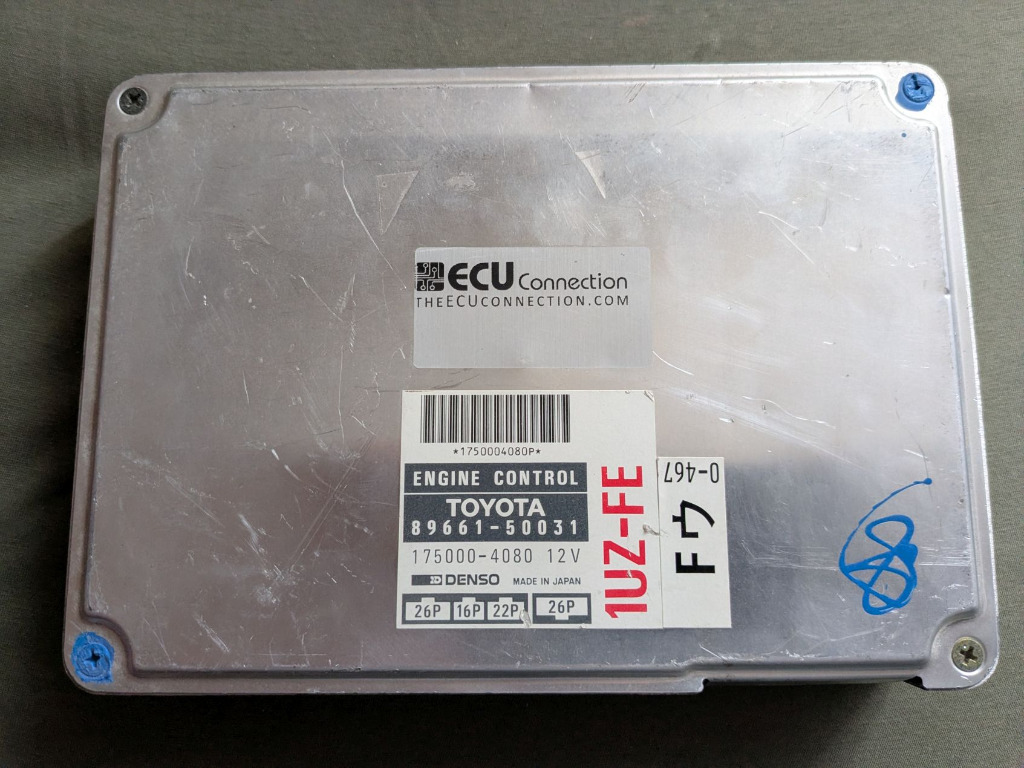 ECU Connection
THEECUCONNECTION.COM
*1750004080P*
ENGINE CONTROL
TOYOTA
89661-50031
175000-4080 12V
DENSO MADE IN JAPAN
26P 16P 22P 26P
1UZ-FE
0-467
Fウ